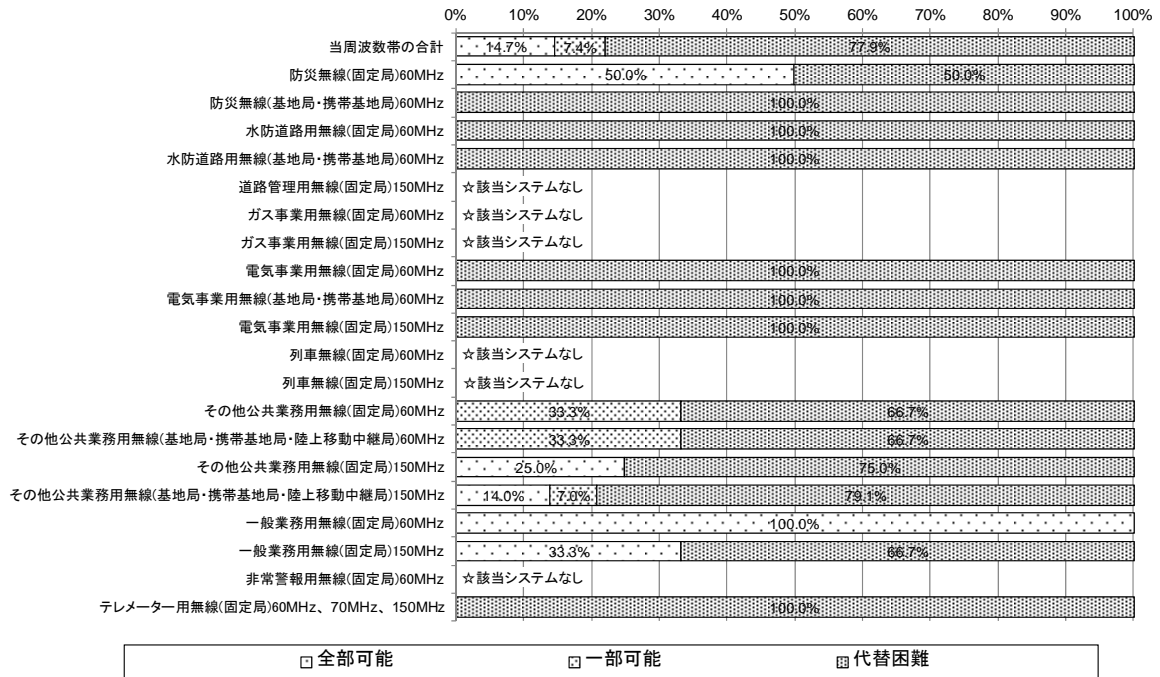 0% 10% 20% 30% 40% 50% 60% 70% 80% 90% 100%
当周波数帯の合計 14.7% 7.4% 77.9%
防災無線(固定局)60MHz 50.0% 50.0%
防災無線(基地局・携帯基地局)60MHz 100.0%
水防道路用無線(固定局)60MHz 100.0%
水防道路用無線(基地局・携帯基地局)60MHz 100.0%
道路管理用無線(固定局)150MHz ☆該当システムなし
ガス事業用無線(固定局)60MHz ☆該当システムなし
ガス事業用無線(固定局)150MHz ☆該当システムなし
電気事業用無線(固定局)60MHz 100.0%
電気事業用無線(基地局・携帯基地局)60MHz 100.0%
電気事業用無線(固定局)150MHz 100.0%
列車無線(固定局)60MHz ☆該当システムなし
列車無線(固定局)150MHz ☆該当システムなし
その他公共業務用無線(固定局)60MHz 33.3% 66.7%
その他公共業務用無線(基地局・携帯基地局・陸上移動中継局)60MHz 33.3% 66.7%
その他公共業務用無線(固定局)150MHz 25.0% 75.0%
その他公共業務用無線(基地局・携帯基地局・陸上移動中継局)150MHz 14.0% 7.0% 79.1%
一般業務用無線(固定局)60MHz 100.0%
一般業務用無線(固定局)150MHz 33.3% 66.7%
非常警報用無線(固定局)60MHz ☆該当システムなし
テレメーター用無線(固定局)60MHz、70MHz、150MHz 100.0%
全部可能 一部可能 代替困難